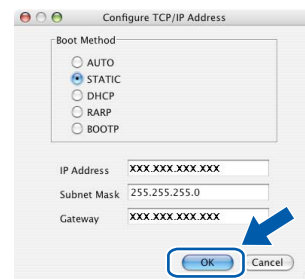 Configure TCP/IP Address
Boot Method
AUTO
STATIC
DHCP
RARP
BOOTP
IP Address XXX.XXX.XXX.XXX
Subnet Mask 255.255.255.0
Gateway XXX.XXX.XXX.XXX
OK Cancel